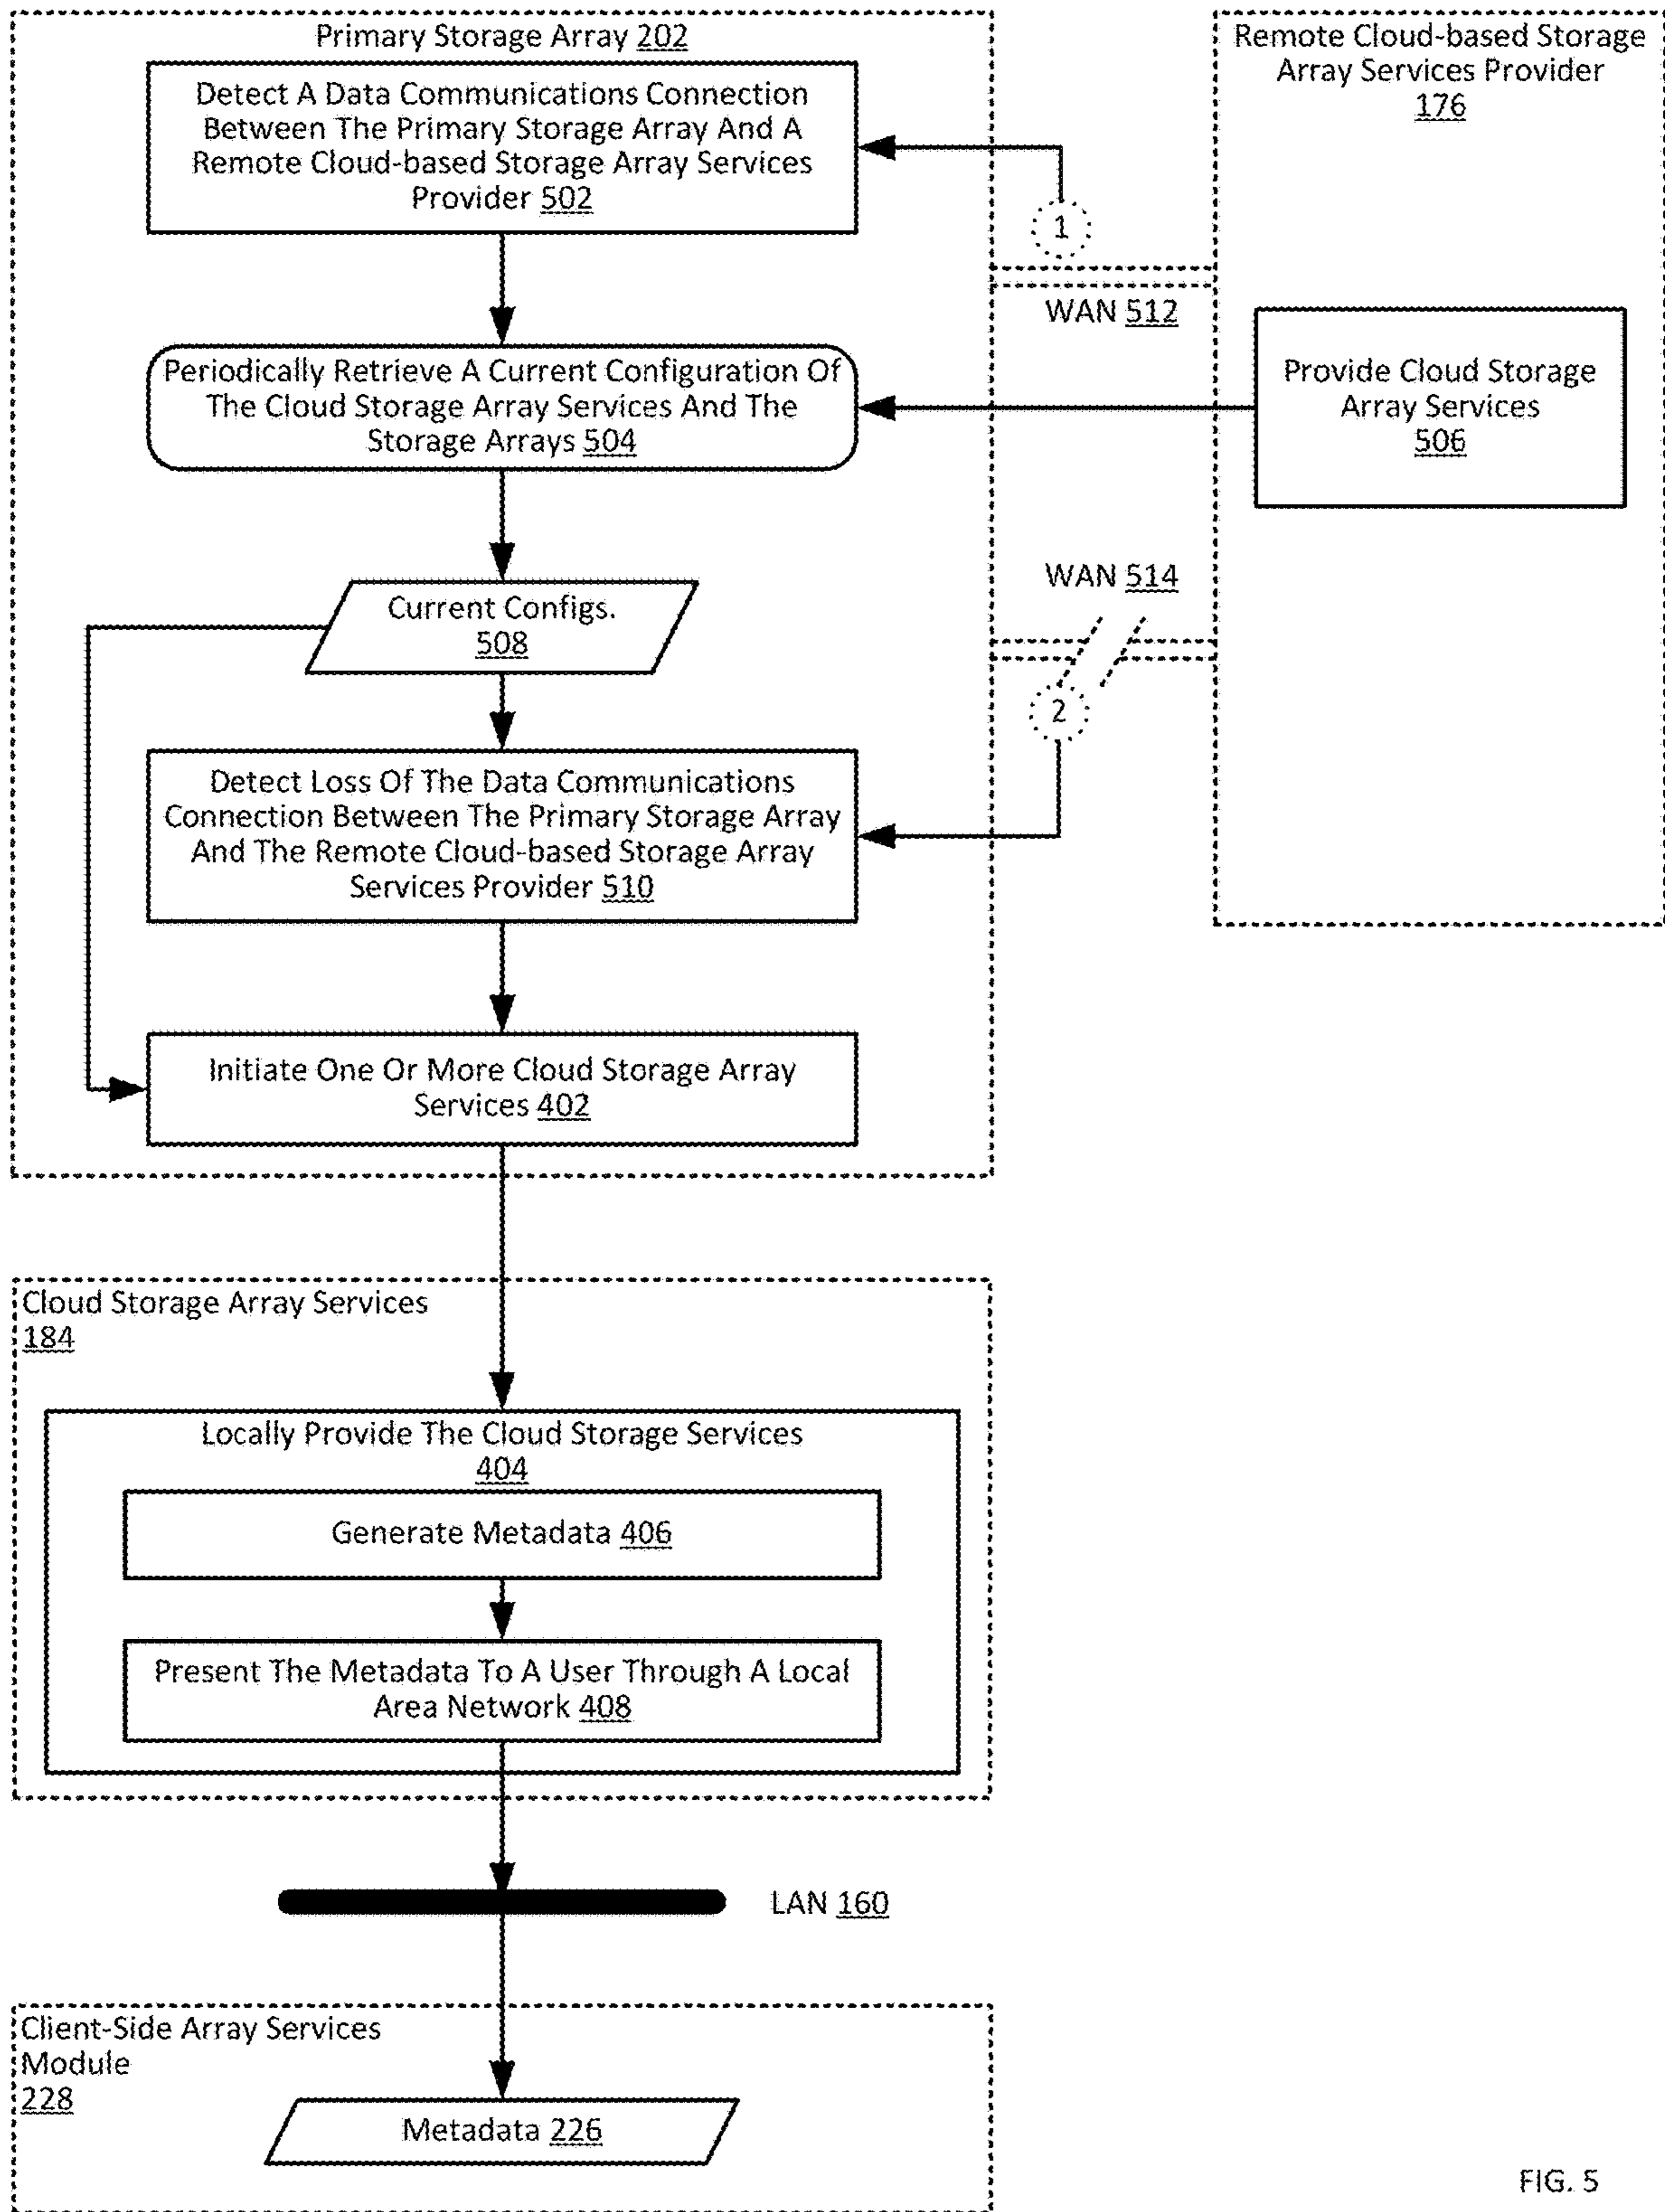 Primary Storage Array 202
Detect A Data Communications Connection
Between The Primary Storage Array And A
Remote Cloud-based Storage Array Services
Provider 502
Remote Cloud-based Storage
Array Services Provider
176
1
WAN 512
Periodically Retrieve A Current Configuration Of
The Cloud Storage Array Services And The
Storage Arrays 504
Provide Cloud Storage
Array Services
506
Current Configs.
508
WAN 514
2
Detect Loss Of The Data Communications
Connection Between The Primary Storage Array
And The Remote Cloud-based Storage Array
Services Provider 510
Initiate One Or More Cloud Storage Array
Services 402
Cloud Storage Array Services
184
Locally Provide The Cloud Storage Services
404
Generate Metadata 406
Present The Metadata To A User Through A Local
Area Network 408
LAN 160
Client-Side Array Services
Module
228
Metadata 226
FIG. 5